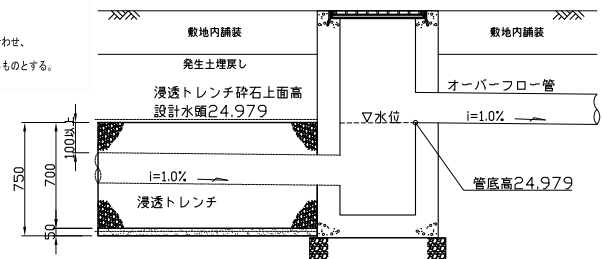 わせ、
ものとする。
敷地内舗装
敷地内舗装
発生土埋戻し
浸透トレンチ砕石上面高
設計水頭24.979
オーバーフロー管
▽水位
i=1.0%
100以上
750
700
50
i=1.0%
浸透トレンチ
管底高24.979